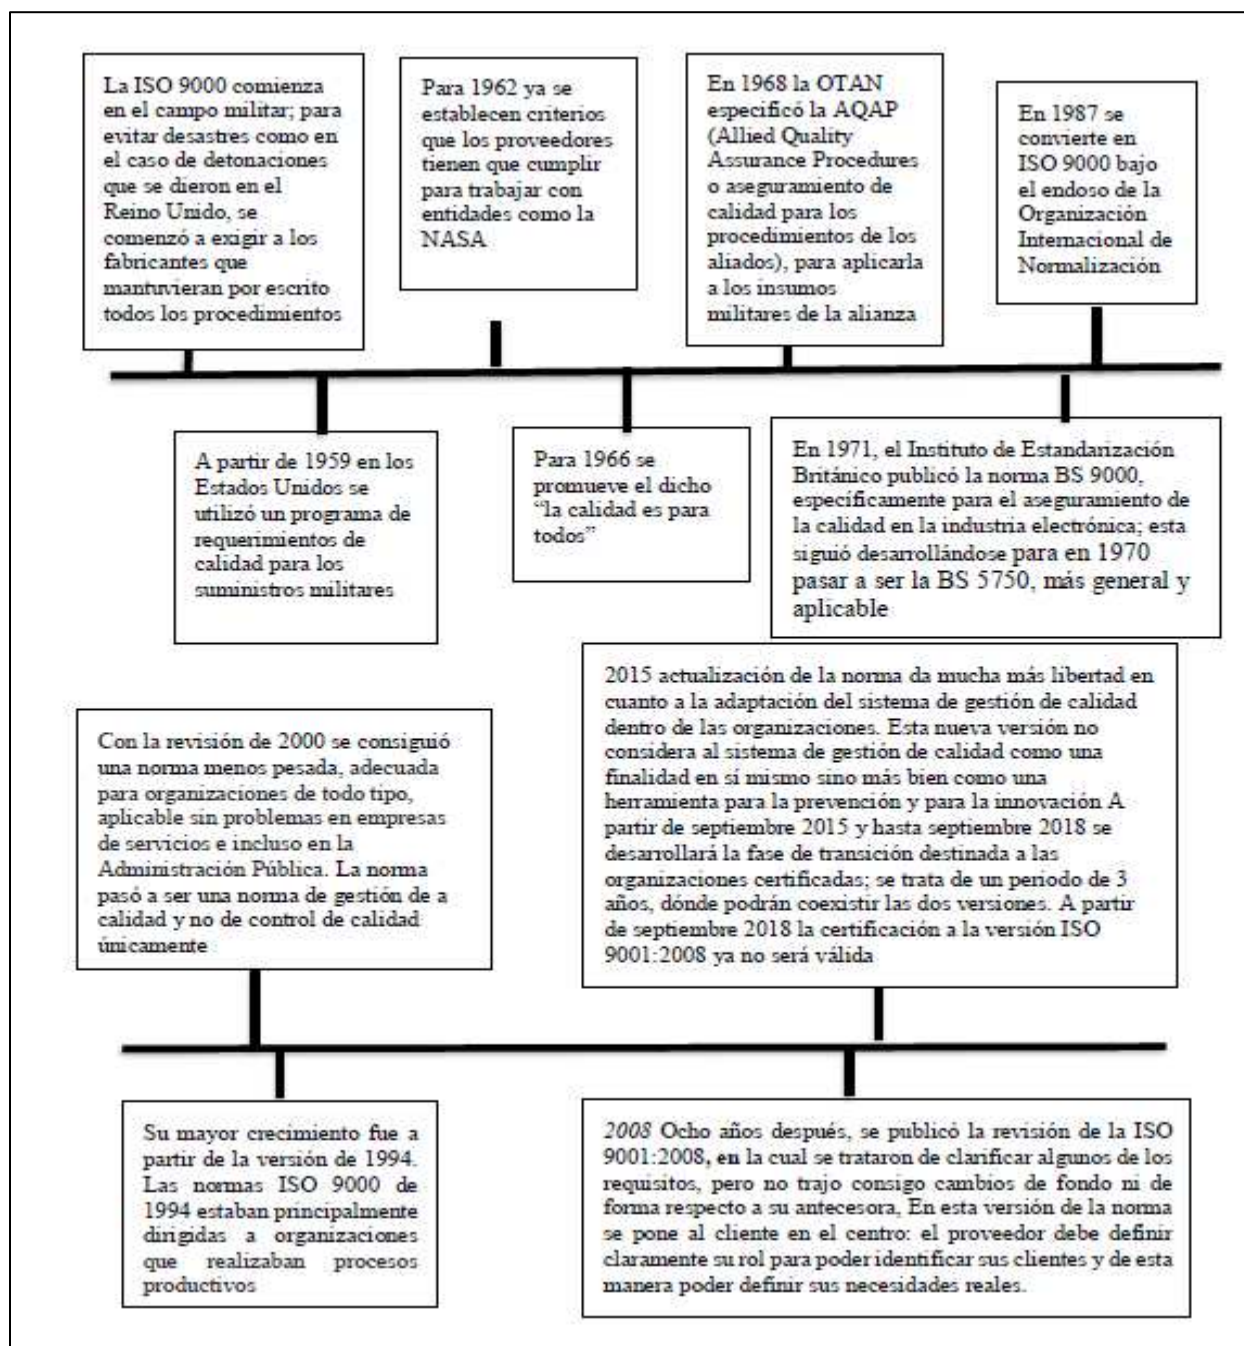 La ISO 9000 comienza
en el campo militar; para
evitar desastres como en
el caso de detonaciones
que se dieron en el
Reino Unido, se
comenzó a exigir a los
fabricantes que
mantuvieran por escrito
todos los procedimientos
Para 1962 ya se
establecen criterios
que los proveedores
tienen que cumplir
para trabajar con
entidades como la
NASA
En 1968 la OTAN
especificó la AQAP
(Allied Quality
Assurance Procedures
o aseguramiento de
calidad para los
procedimientos de los
aliados), para aplicarla
a los insumos
militares de la alianza
En 1987 se
convierte en
ISO 9000 bajo
el endoso de la
Organización
Internacional de
Normalización
A partir de 1959 en los
Estados Unidos se
utilizó un programa de
requerimientos de
calidad para los
suministros militares
Para 1966 se
promueve el dicho
“la calidad es para
todos”
En 1971, el Instituto de Estandarización
Británico publicó la norma BS 9000,
específicamente para el aseguramiento de
la calidad en la industria electrónica; esta
siguió desarrollándose para en 1970
pasar a ser la BS 5750, más general y
aplicable
Con la revisión de 2000 se consiguió
una norma menos pesada, adecuada
para organizaciones de todo tipo,
aplicable sin problemas en empresas
de servicios e incluso en la
Administración Pública. La norma
pasó a ser una norma de gestión de a
calidad y no de control de calidad
únicamente
2015 actualización de la norma da mucha más libertad en
cuanto a la adaptación del sistema de gestión de calidad
dentro de las organizaciones. Esta nueva versión no
considera al sistema de gestión de calidad como una
finalidad en sí mismo sino más bien como una
herramienta para la prevención y para la innovación A
partir de septiembre 2015 y hasta septiembre 2018 se
desarrollará la fase de transición destinada a las
organizaciones certificadas; se trata de un periodo de 3
años, dónde podrán coexistir las dos versiones. A partir
de septiembre 2018 la certificación a la versión ISO
9001:2008 ya no será válida
Su mayor crecimiento fue a
partir de la versión de 1994.
Las normas ISO 9000 de
1994 estaban principalmente
dirigidas a organizaciones
que realizaban procesos
productivos
2008 Ocho años después, se publicó la revisión de la ISO
9001:2008, en la cual se trataron de clarificar algunos de los
requisitos, pero no trajo consigo cambios de fondo ni de
forma respecto a su antecesora, En esta versión de la norma
se pone al cliente en el centro: el proveedor debe definir
claramente su rol para poder identificar sus clientes y de esta
manera poder definir sus necesidades reales.